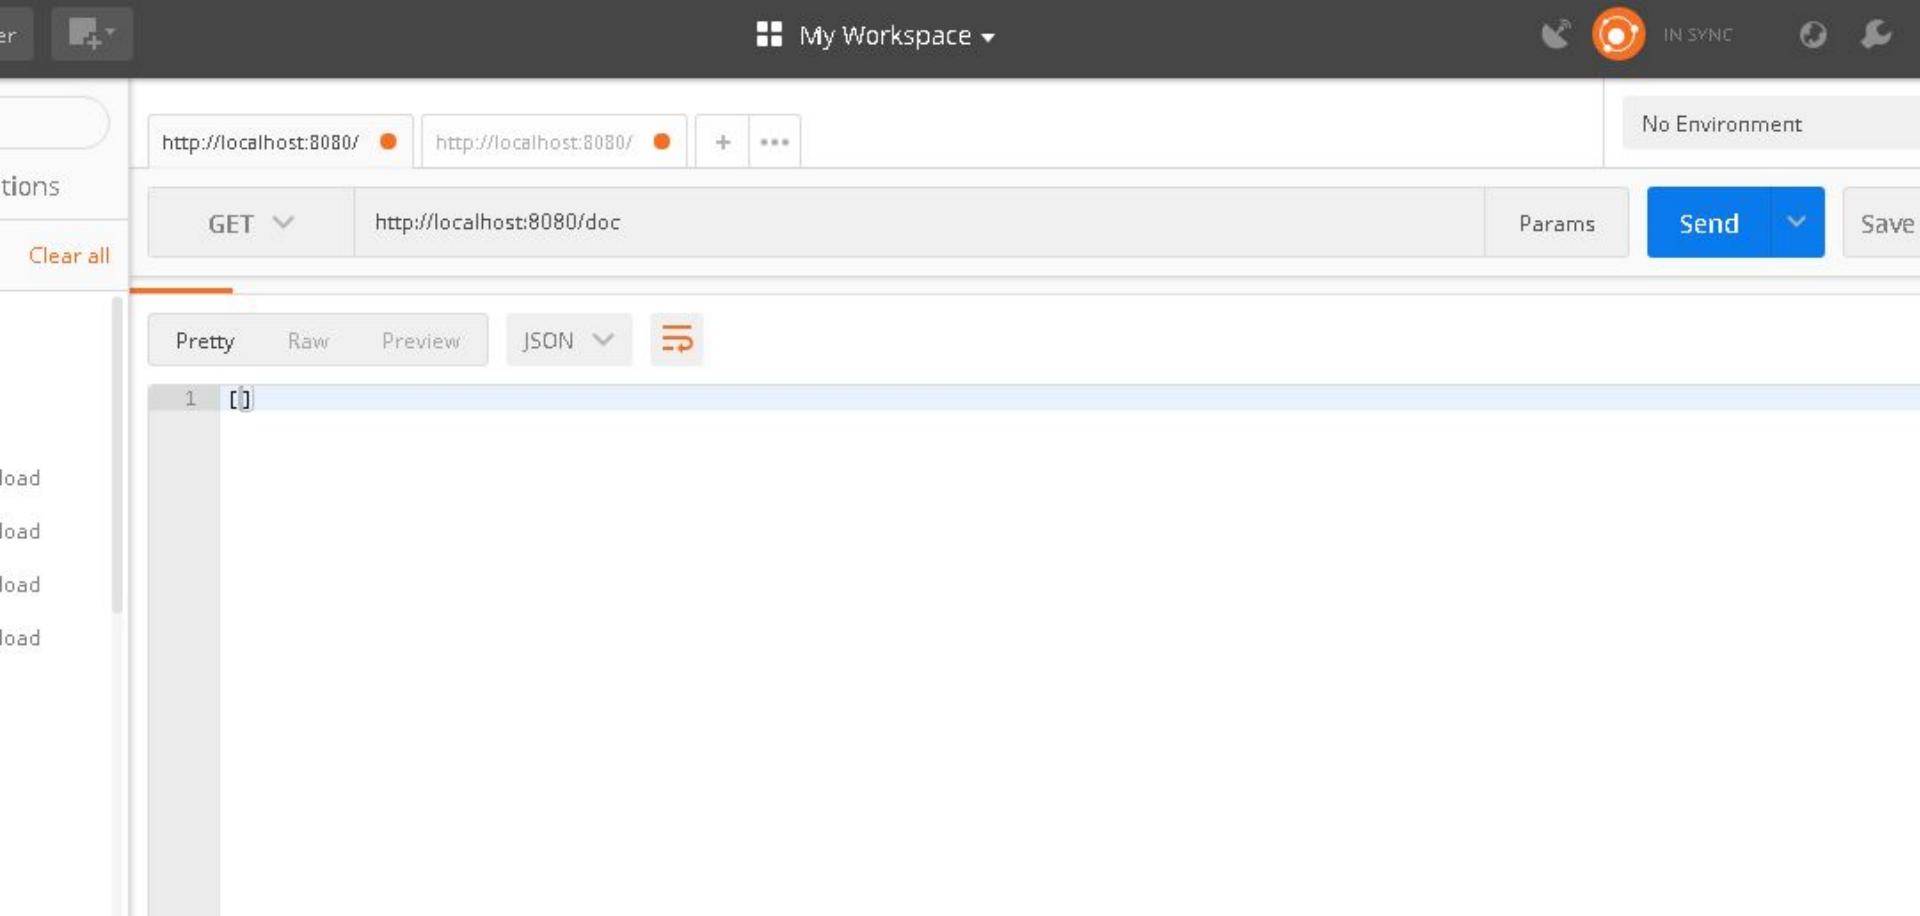 er
My Workspace
IN SYNC
http://localhost:8080/
http://localhost:8080/
No Environment
tions
GET
http://localhost:8080/doc
Params
Send
Save
Clear all
Pretty
Raw
Preview
JSON
1 []
load
load
load
load